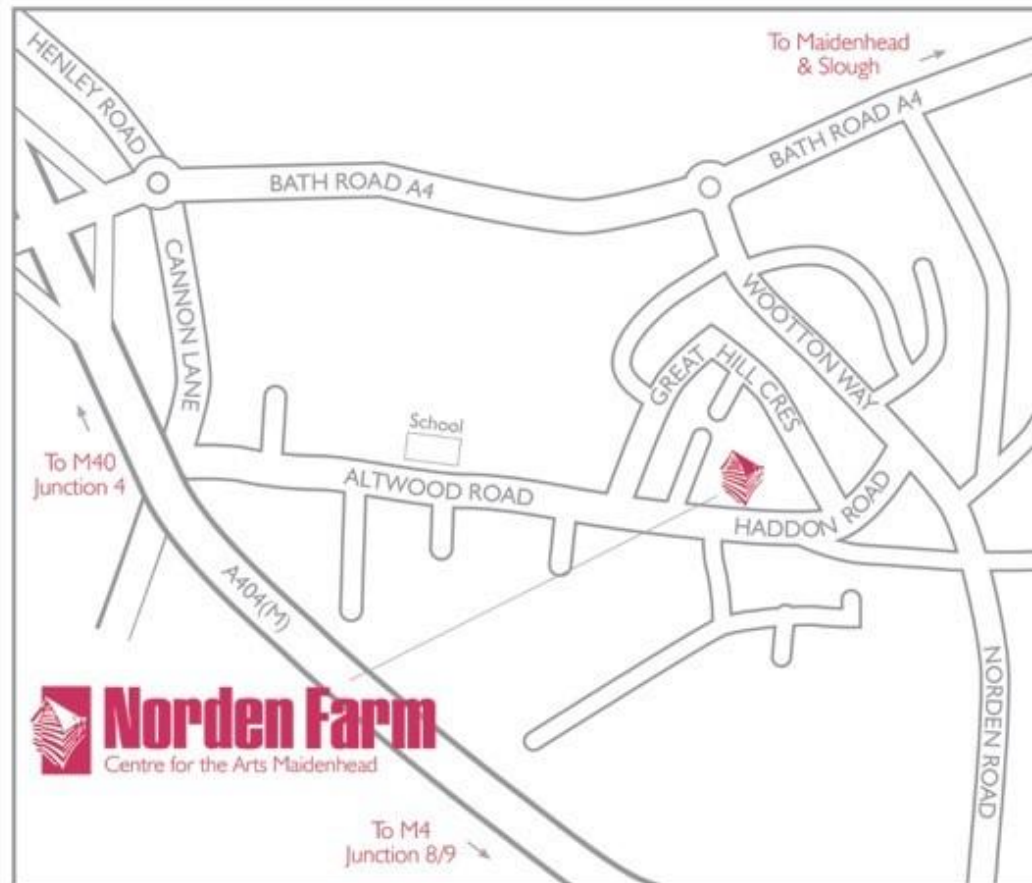 HENLEY ROAD
To Maidenhead
& Slough
BATH ROAD A4
BATH ROAD A4
CANNON LANE
WOOTTON WAY
GREAT HILL CRES
School
To M40
Junction 4
ALTWOOD ROAD
HADDON ROAD
A404(M)
NORDEN ROAD
Norden Farm
Centre for the Arts Maidenhead
To M4
Junction 8/9